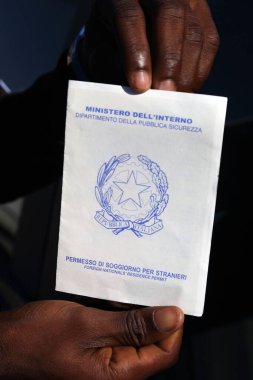 MINISTERO DELL'INTERNO
DIPARTIMENTO DELLA PUBBLICA SICUREZZA
REPUBBLICA ITALIANA
PERMESSO DI SOGGIORNO PER STRANIERI
FOREIGN NATIONALS' RESIDENCE PERMIT